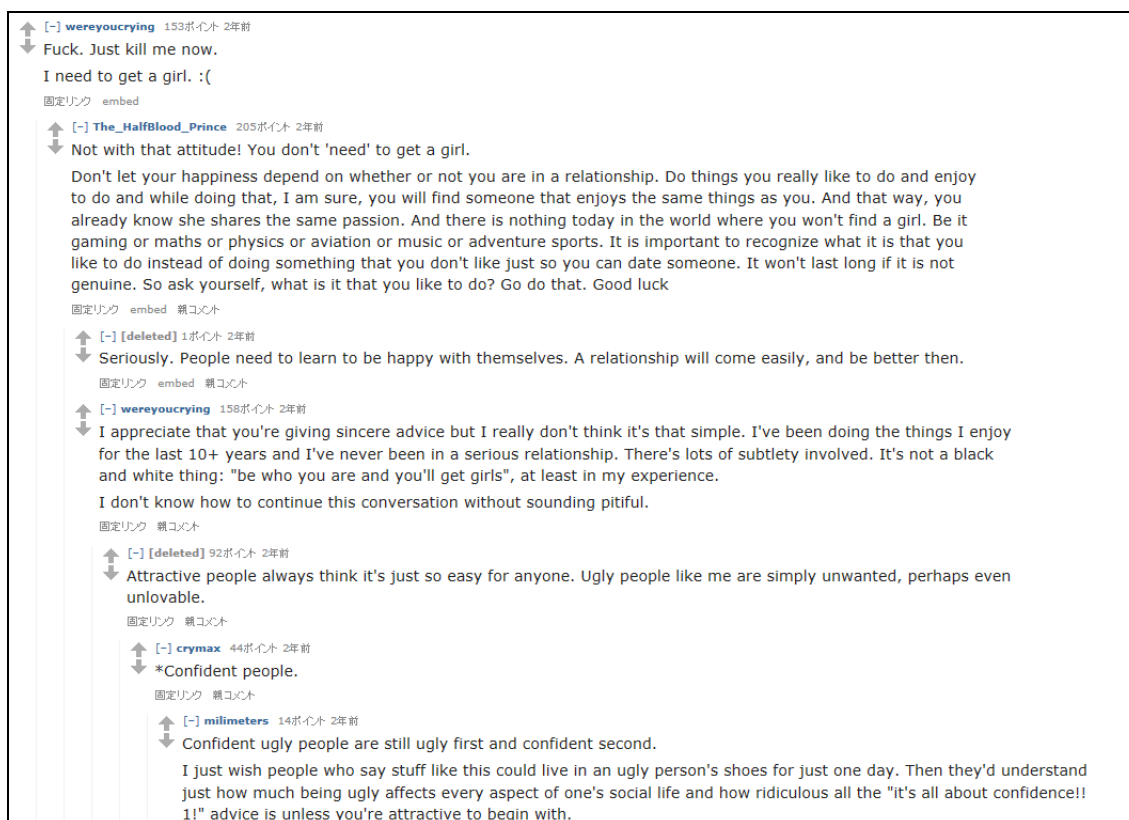 [-] wereyoucrying 153ポイント 2年前
Fuck. Just kill me now.
I need to get a girl. :(
固定リンク embed
[-] The_HalfBlood_Prince 205ポイント 2年前
Not with that attitude! You don't 'need' to get a girl.
Don't let your happiness depend on whether or not you are in a relationship. Do things you really like to do and enjoy
to do and while doing that, I am sure, you will find someone that enjoys the same things as you. And that way, you
already know she shares the same passion. And there is nothing today in the world where you won't find a girl. Be it
gaming or maths or physics or aviation or music or adventure sports. It is important to recognize what it is that you
like to do instead of doing something that you don't like just so you can date someone. It won't last long if it is not
genuine. So ask yourself, what is it that you like to do? Go do that. Good luck
固定リンク embed 親コメント
[-] [deleted] 1ポイント 2年前
Seriously. People need to learn to be happy with themselves. A relationship will come easily, and be better then.
固定リンク embed 親コメント
[-] wereyoucrying 158ポイント 2年前
I appreciate that you're giving sincere advice but I really don't think it's that simple. I've been doing the things I enjoy
for the last 10+ years and I've never been in a serious relationship. There's lots of subtlety involved. It's not a black
and white thing: "be who you are and you'll get girls", at least in my experience.
I don't know how to continue this conversation without sounding pitiful.
固定リンク 親コメント
[-] [deleted] 92ポイント 2年前
Attractive people always think it's just so easy for anyone. Ugly people like me are simply unwanted, perhaps even
unlovable.
固定リンク 親コメント
[-] crymax 44ポイント 2年前
*Confident people.
固定リンク 親コメント
[-] milimeters 14ポイント 2年前
Confident ugly people are still ugly first and confident second.
I just wish people who say stuff like this could live in an ugly person's shoes for just one day. Then they'd understand
just how much being ugly affects every aspect of one's social life and how ridiculous all the "it's all about confidence!!
1!" advice is unless you're attractive to begin with.